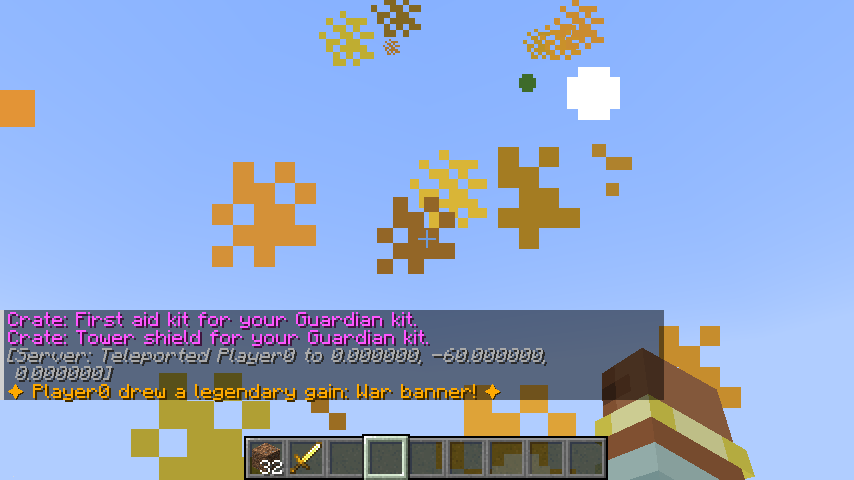 Crate: First aid kit for your Guardian kit.
Crate: Tower shield for your Guardian kit.
[Server: Teleported Player0 to 0.000000, -60.000000,
0.000000]
✦ Player0 drew a legendary gain: War banner! ✦
32